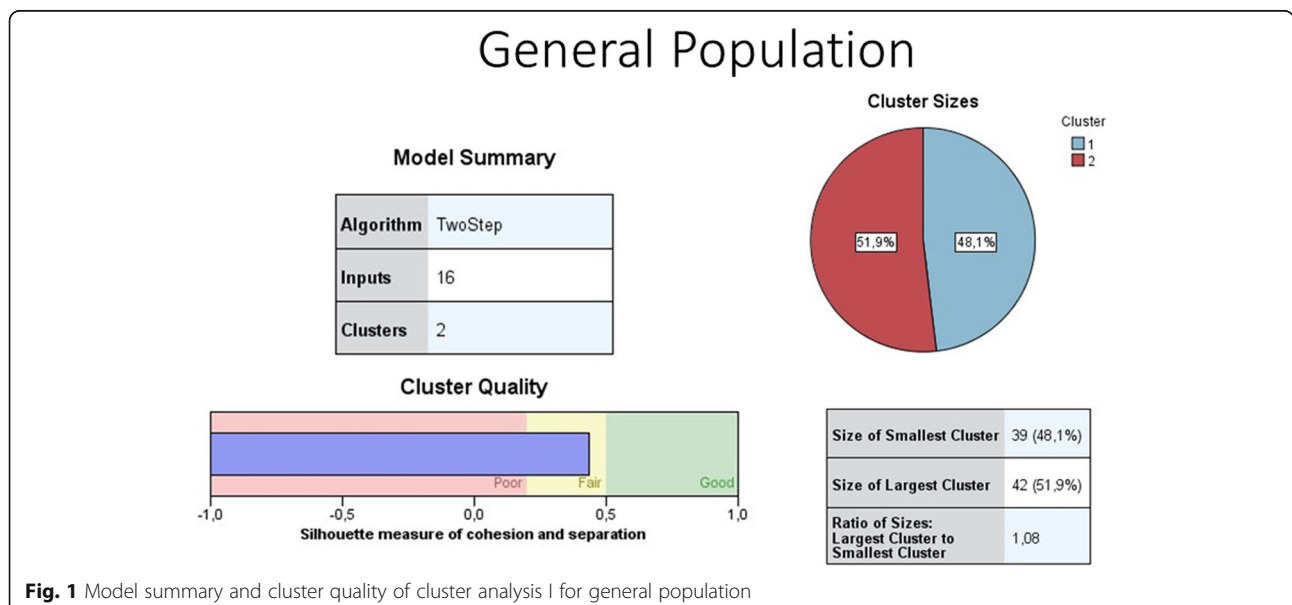 General Population
Model Summary
Algorithm TwoStep
Inputs 16
Clusters 2
Cluster Quality
Poor Fair Good
-1,0 -0,5 0,0 0,5 1,0
Silhouette measure of cohesion and separation
Cluster Sizes
Cluster
1
2
51,9% 48,1%
Size of Smallest Cluster 39 (48,1%)
Size of Largest Cluster 42 (51,9%)
Ratio of Sizes:
Largest Cluster to
Smallest Cluster 1,08
Fig. 1 Model summary and cluster quality of cluster analysis I for general population